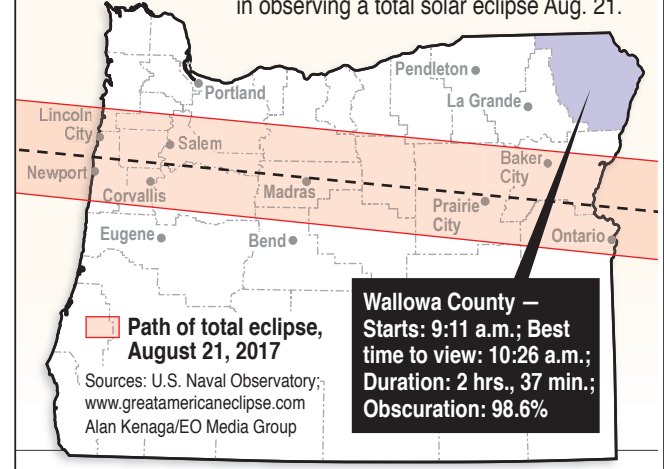 in observing a total solar eclipse Aug. 21.
Pendleton
Portland
La Grande
Lincoln
City
Salem
Newport
Baker
City
Corvallis
Madras
Prairie
City
Eugene
Bend
Ontario
Wallowa County —
Starts: 9:11 a.m.; Best
time to view: 10:26 a.m.;
Duration: 2 hrs., 37 min.;
Obscuration: 98.6%
Path of total eclipse,
August 21, 2017
Sources: U.S. Naval Observatory;
www.greatamericaneclipse.com
Alan Kenaga/EO Media Group